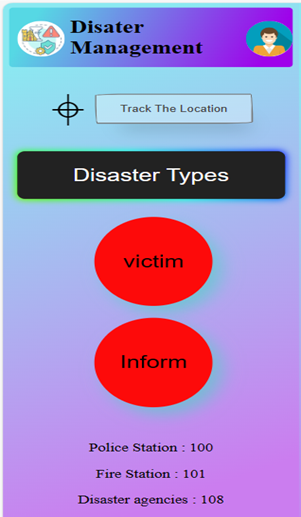 Disater
Management
Track The Location
Disaster Types
victim
Inform
Police Station : 100
Fire Station : 101
Disaster agencies : 108